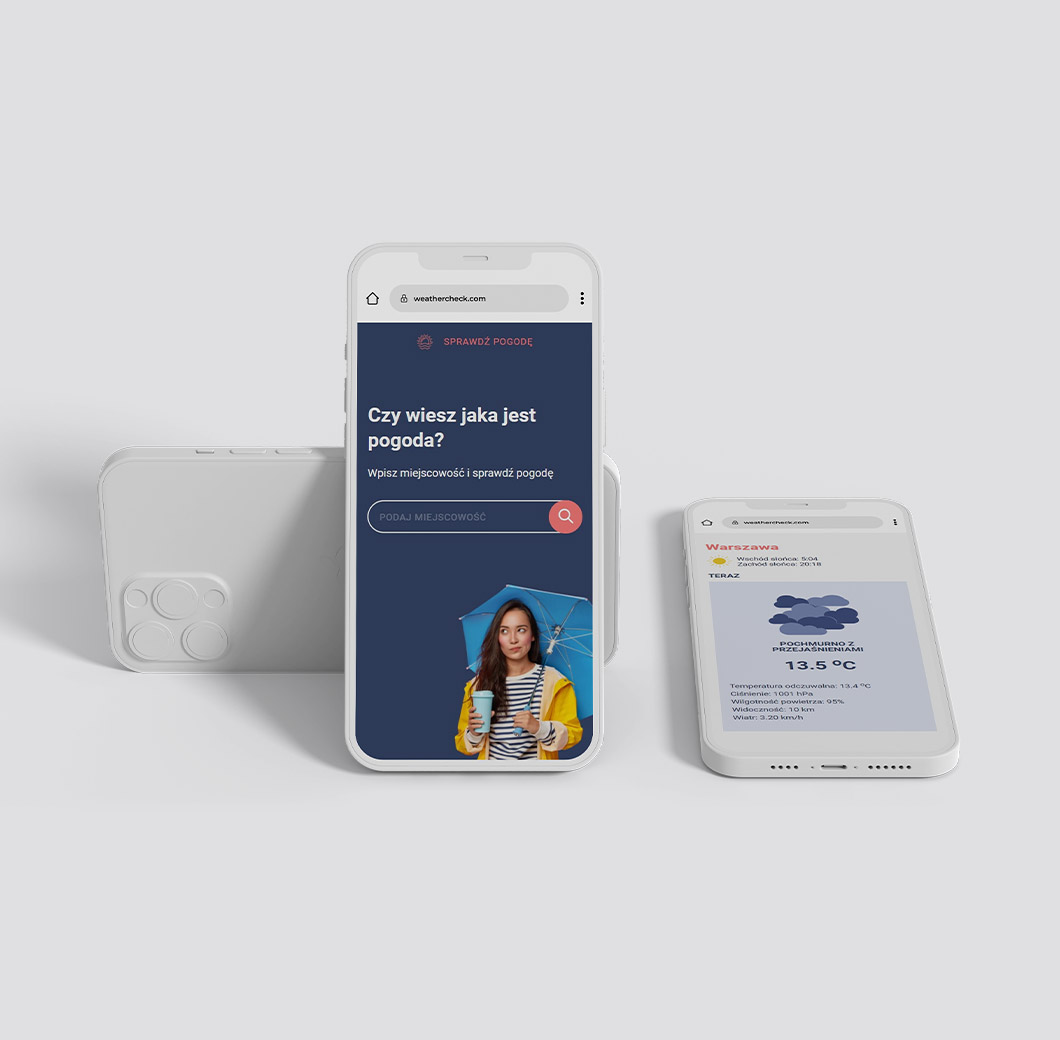 weathercheck.com
SPRAWDŹ POGODĘ
Czy wiesz jaka jest
pogoda?
Wpisz miejscowość i sprawdź pogodę
PODAJ MIEJSCOWOŚĆ
weathercheck.com
Warszawa
Wschód słońca: 5:04
Zachód słońca: 20:18
TERAZ
POCHMURNO Z
PRZEJAŚNIENIAMI
13.5 ºC
Temperatura odczuwalna: 13.4 ºC
Ciśnienie: 1001 hPa
Wilgotność powietrza: 95%
Widoczność: 10 km
Wiatr: 3.20 km/h